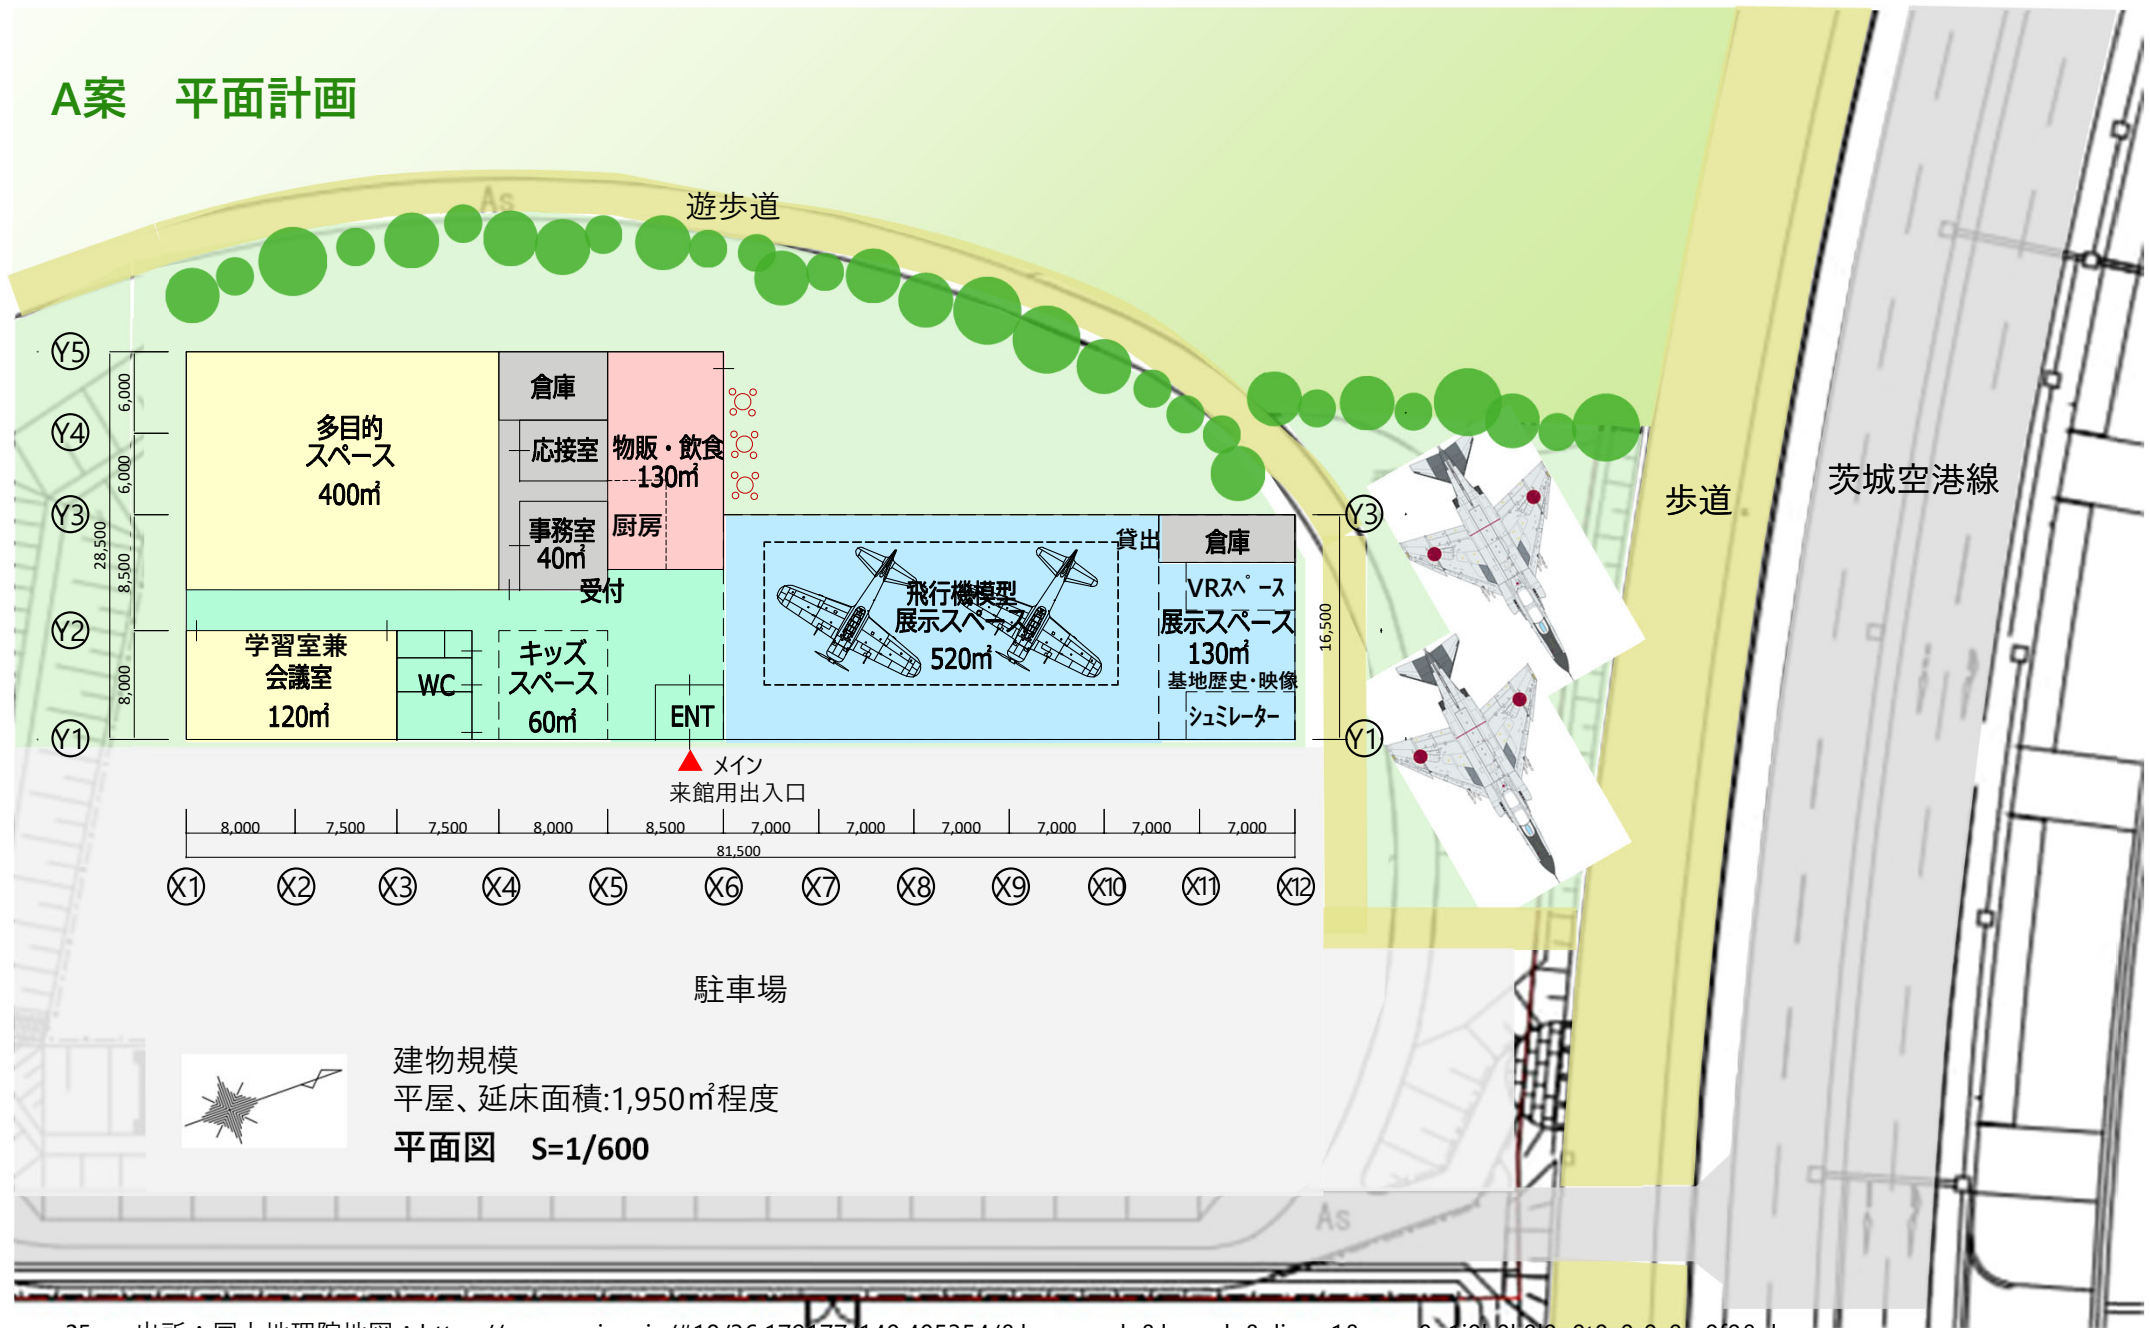 A案　平面計画
As
遊歩道
Y5
Y4
Y3
Y2
Y1
6,000
6,000
8,500
8,000
28,500
多目的
スペース
400㎡
倉庫
応接室
事務室
40㎡
物販・飲食
130㎡
厨房
受付
学習室兼
会議室
120㎡
WC
キッズ
スペース
60㎡
ENT
飛行機模型
展示スペース
520㎡
貸出
倉庫
VRスペース
展示スペース
130㎡
基地歴史・映像
シュミレーター
Y3
Y1
16,500
歩道
茨城空港線
メイン
来館用出入口
8,000
7,500
7,500
8,000
8,500
7,000
7,000
7,000
7,000
7,000
7,000
81,500
X1
X2
X3
X4
X5
X6
X7
X8
X9
X10
X11
X12
駐車場
建物規模
平屋、延床面積:1,950㎡程度
平面図　S=1/600
As